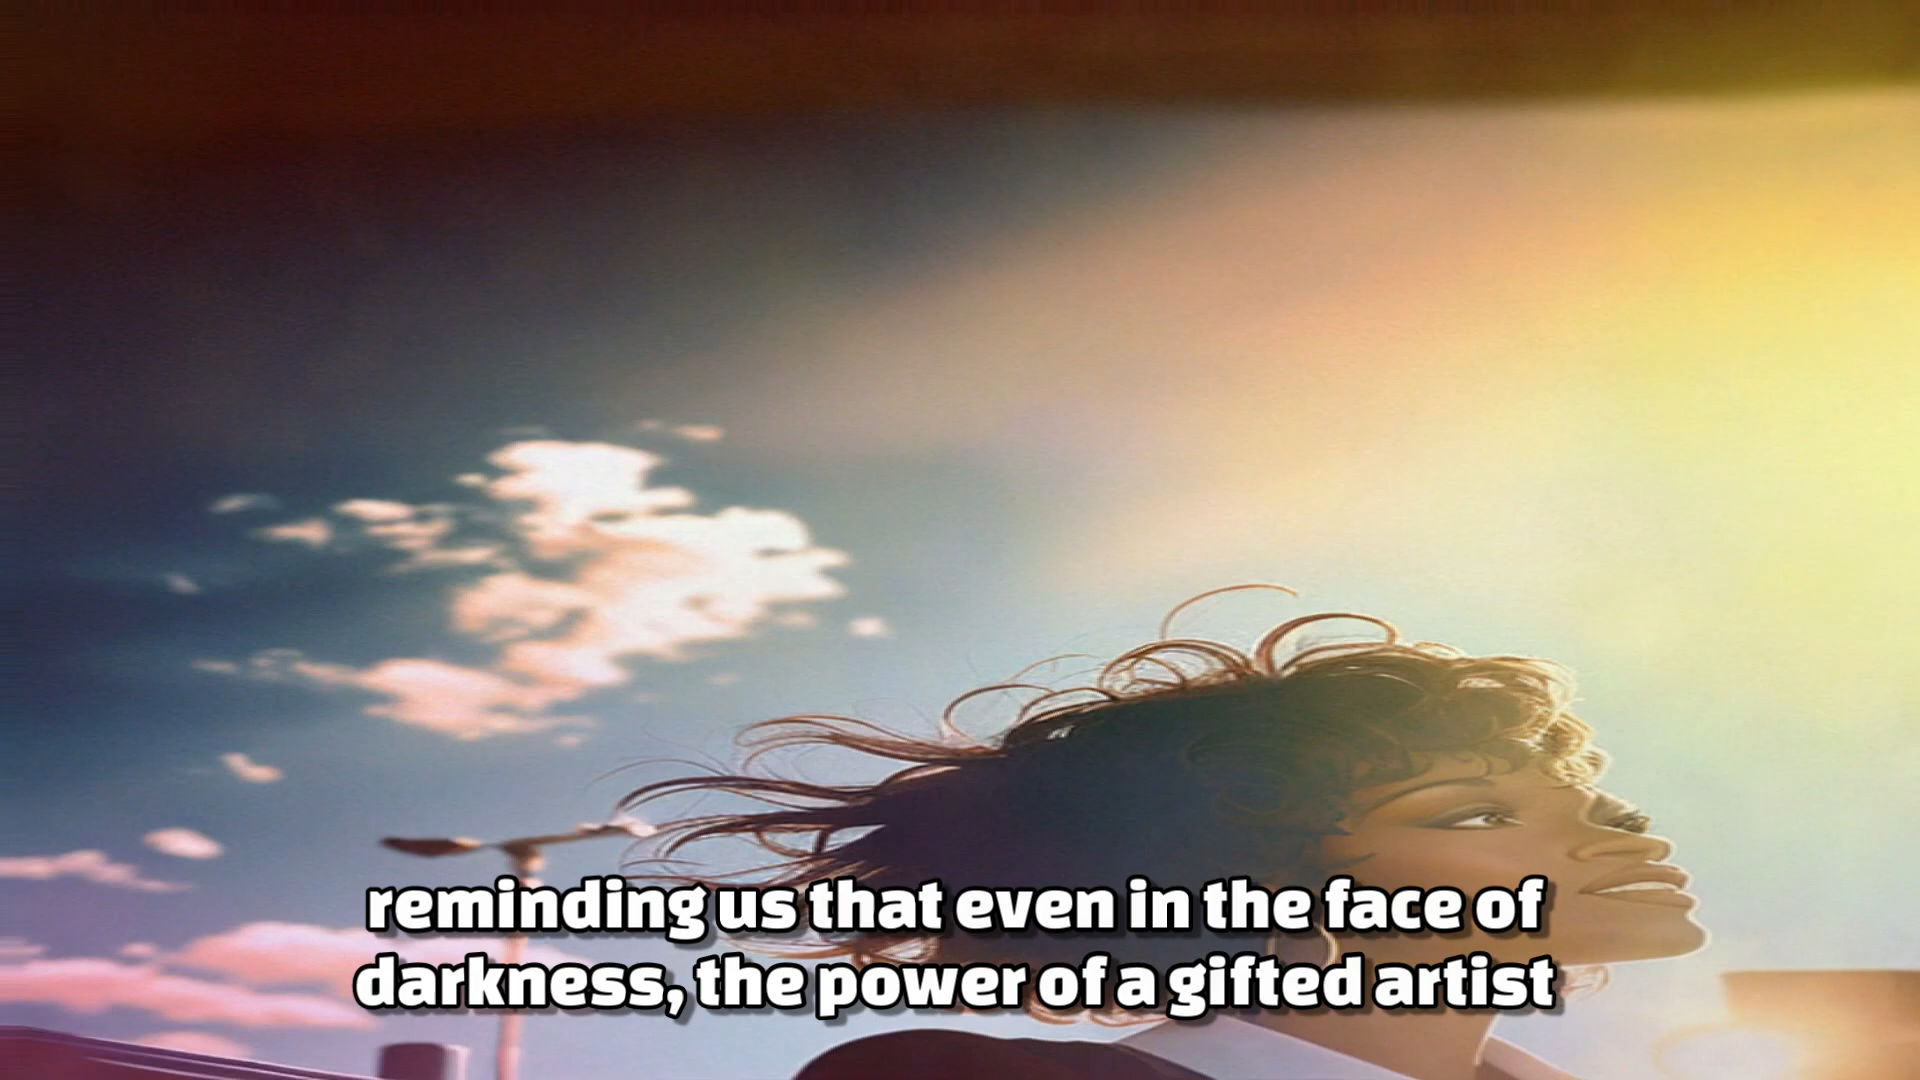 reminding us that even in the face of
darkness, the power of a gifted artist